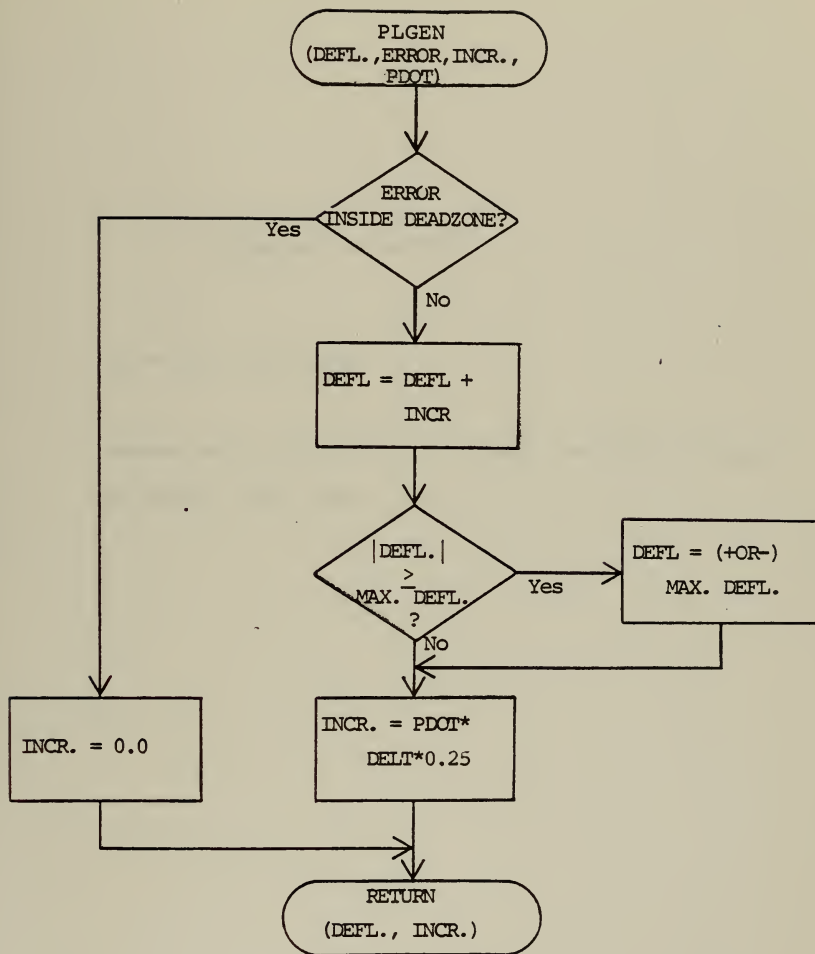 PLGEN
(DEFL.,ERROR,INCR.,
PDOT)
ERROR
INSIDE DEADZONE?
Yes
No
DEFL = DEFL +
INCR
|DEFL.|
≥
MAX. DEFL.
?
Yes
No
DEFL = (+OR-)
MAX. DEFL.
INCR. = 0.0
INCR. = PDOT*
DELT*0.25
RETURN
(DEFL., INCR.)